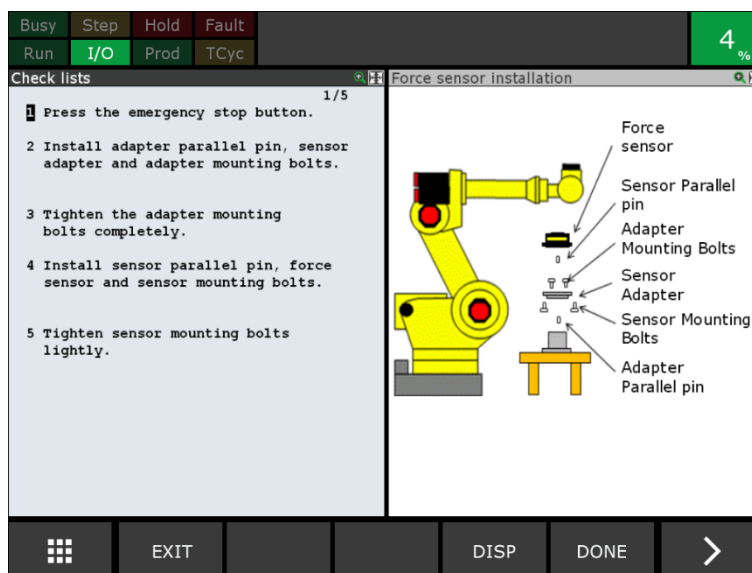 Busy Step Hold Fault
Run I/O Prod TCyc
4 %
Check lists
1/5
1 Press the emergency stop button.
2 Install adapter parallel pin, sensor
adapter and adapter mounting bolts.
3 Tighten the adapter mounting
bolts completely.
4 Install sensor parallel pin, force
sensor and sensor mounting bolts.
5 Tighten sensor mounting bolts
lightly.
Force sensor installation
Force
sensor
Sensor Parallel
pin
Adapter
Mounting Bolts
Sensor
Adapter
Sensor Mounting
Bolts
Adapter
Parallel pin
EXIT DISP DONE